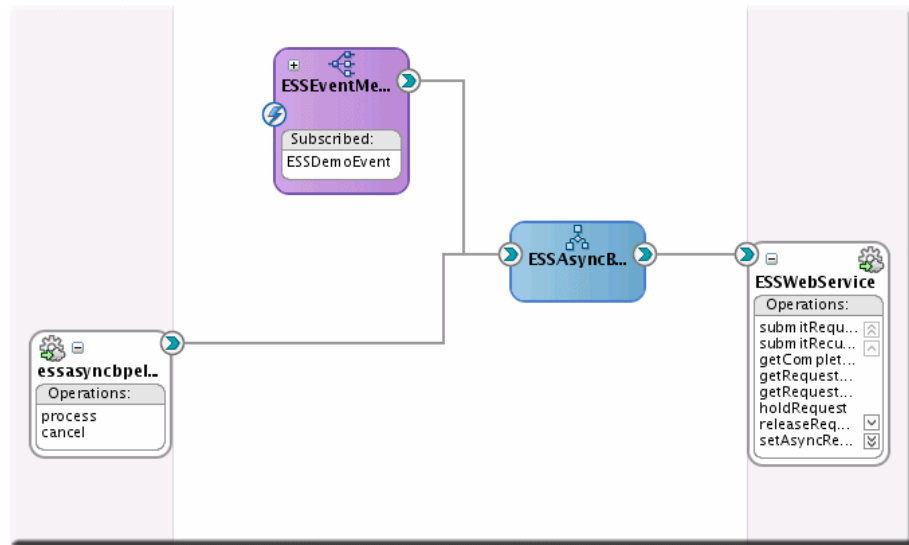 ESSEventMe...
Subscribed:
ESSDemoEvent
ESSAsyncB...
ESSWebService
Operations:
submitRequ...
submitRecu...
getComplet...
getRequest...
getRequest...
holdRequest
releaseReq...
setAsyncRe...
essasyncbpel...
Operations:
process
cancel